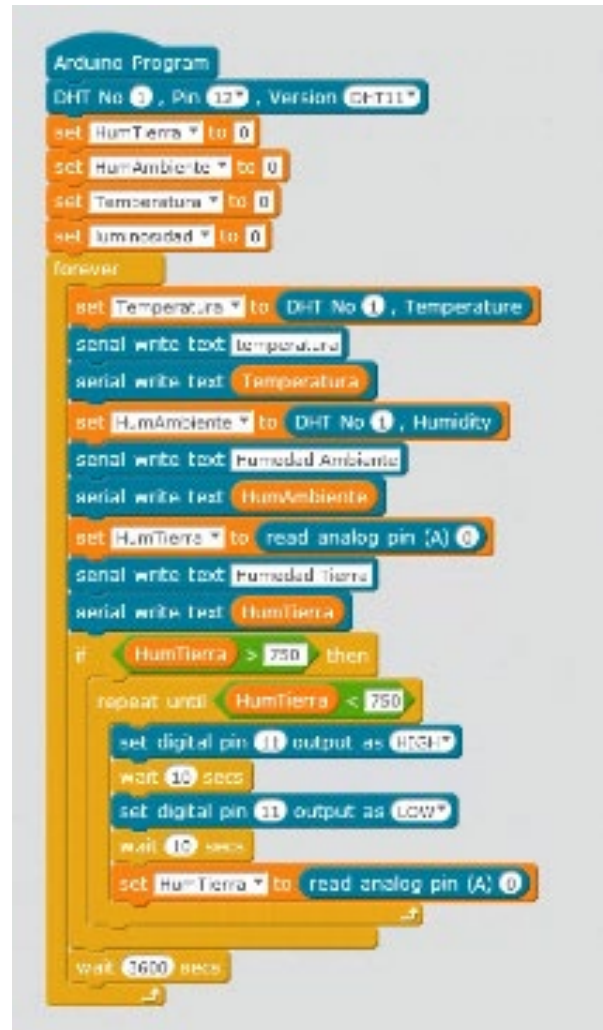 Arduino Program
DHT No 1 , Pin 12 , Version DHT11
set HumTierra to 0
set HumAmbiente to 0
set Temperatura to 0
set luminosidad to 0
forever
set Temperatura to DHT No 1 , Temperature
serial write text temperatura
serial write text Temperatura
set HumAmbiente to DHT No 1 , Humidity
serial write text Humedad Ambiente
serial write text HumAmbiente
set HumTierra to read analog pin (A) 0
serial write text Humedad Tierra
serial write text HumTierra
if HumTierra > 750 then
repeat until HumTierra < 750
set digital pin 11 output as HIGH
wait 10 secs
set digital pin 11 output as LOW
wait 10 secs
set HumTierra to read analog pin (A) 0
wait 3600 secs